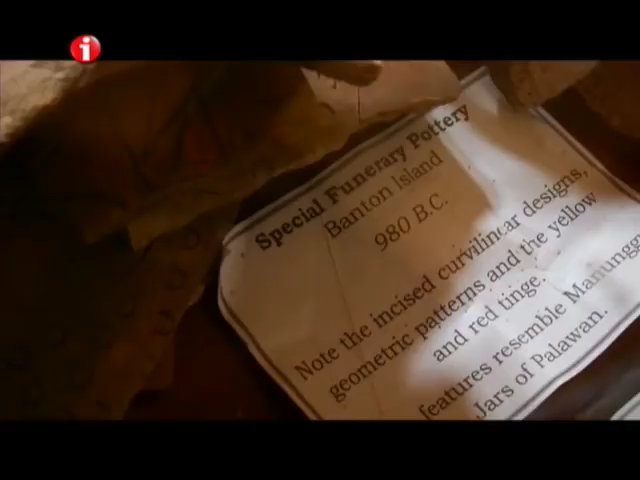 i
Special Funerary Pottery
Banton island
980 B.C.
Note the incised curvilinear designs,
geometric patterns and the yellow
and red tinge.
features resemble Manungg
Jars of Palawan.